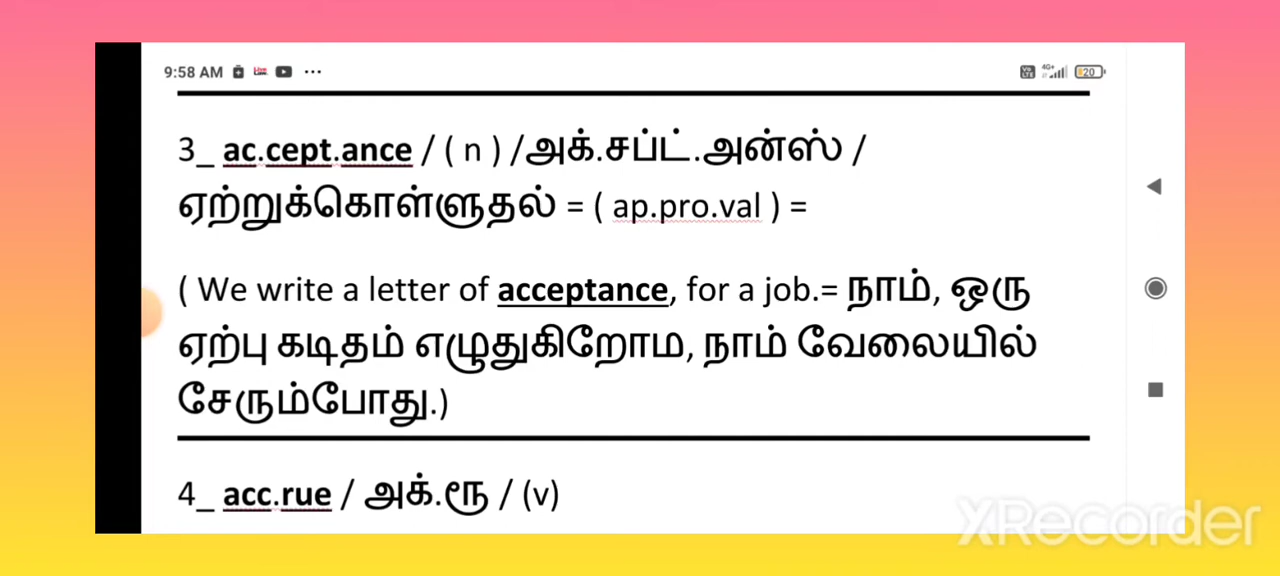 9:58 AM
820
3_ ac.cept.ance / ( n ) /அக்.சப்ட்.அன்ஸ் /
ஏற்றுக்கொள்ளுதல் = ( ap.pro.val ) =
( We write a letter of acceptance, for a job.= நாம், ஒரு
ஏற்பு கடிதம் எழுதுகிறோம, நாம் வேலையில்
சேரும்போது.)
4_ acc.rue / அக்.ரூ / (v)
XRecorder